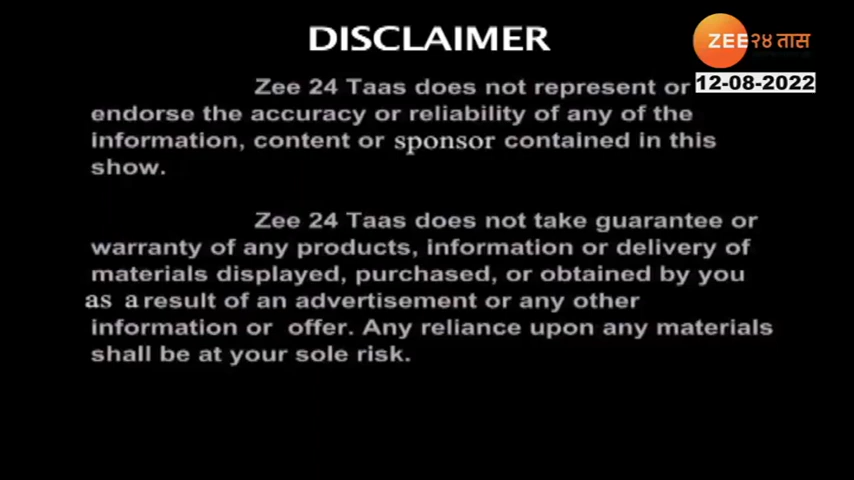 DISCLAIMER
ZEE २४ तास
12-08-2022
Zee 24 Taas does not represent or
endorse the accuracy or reliability of any of the
information, content or sponsor contained in this
show.
Zee 24 Taas does not take guarantee or
warranty of any products, information or delivery of
materials displayed, purchased, or obtained by you
as a result of an advertisement or any other
information or offer. Any reliance upon any materials
shall be at your sole risk.